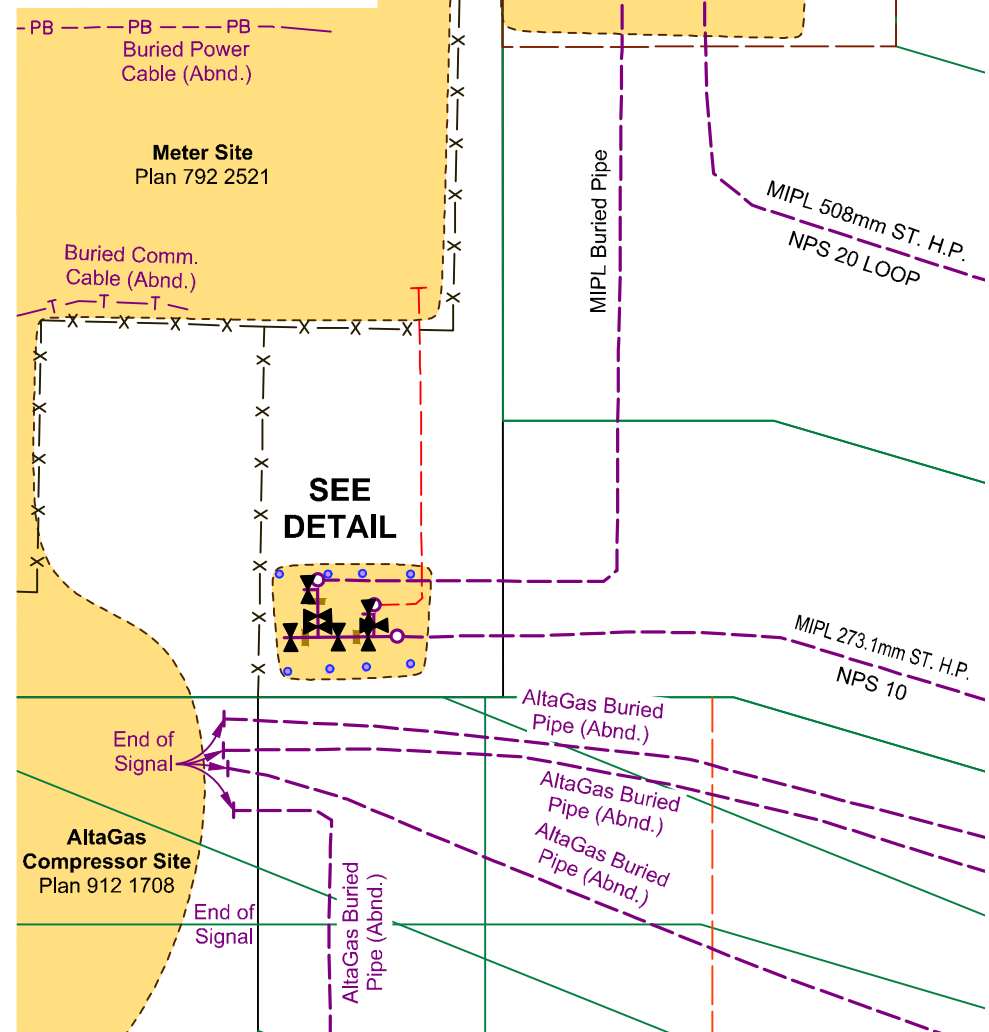 PB PB PB
Buried Power
Cable (Abnd.)
Meter Site
Plan 792 2521
Buried Comm.
Cable (Abnd.)
T T T
MIPL Buried Pipe
MIPL 508mm ST. H.P.
NPS 20 LOOP
SEE
DETAIL
MIPL 273.1mm ST. H.P.
NPS 10
AltaGas Buried
Pipe (Abnd.)
End of
Signal
AltaGas Buried
Pipe (Abnd.)
AltaGas Buried
Pipe (Abnd.)
AltaGas
Compressor Site
Plan 912 1708
End of
Signal
AltaGas Buried
Pipe (Abnd.)